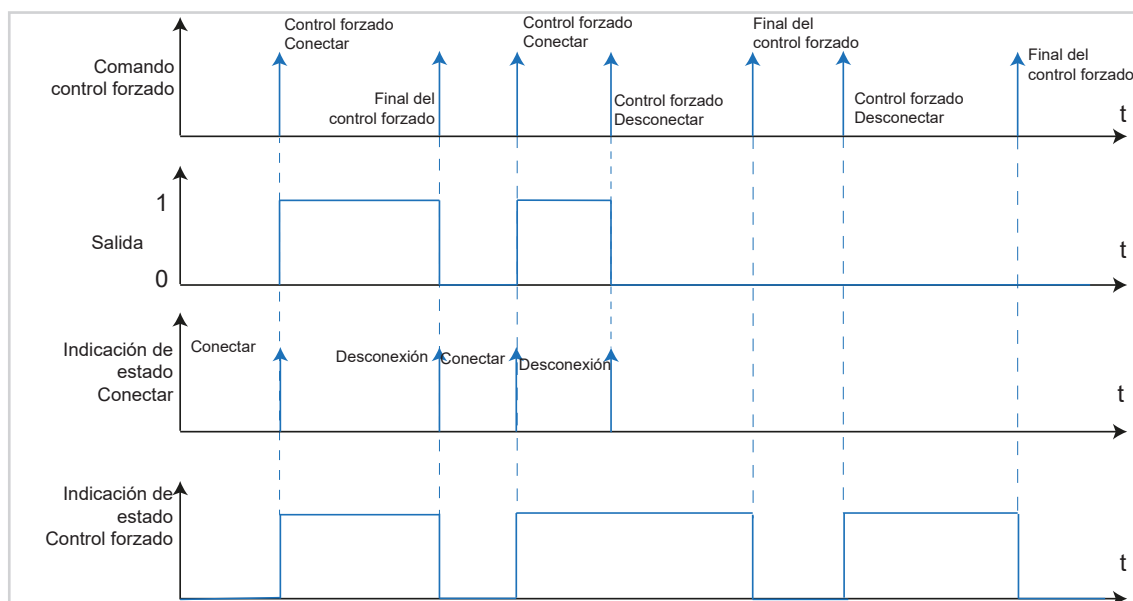 Control forzado
Conectar
Control forzado
Conectar
Final del
control forzado
Final del
control forzado
Comando
control forzado
Final del
control forzado
Control forzado
Desconectar
Control forzado
Desconectar
t
1
Salida
0
t
Indicación de
estado
Conectar
Conectar
Desconexión
Conectar
Desconexión
t
Indicación de
estado
Control forzado
t